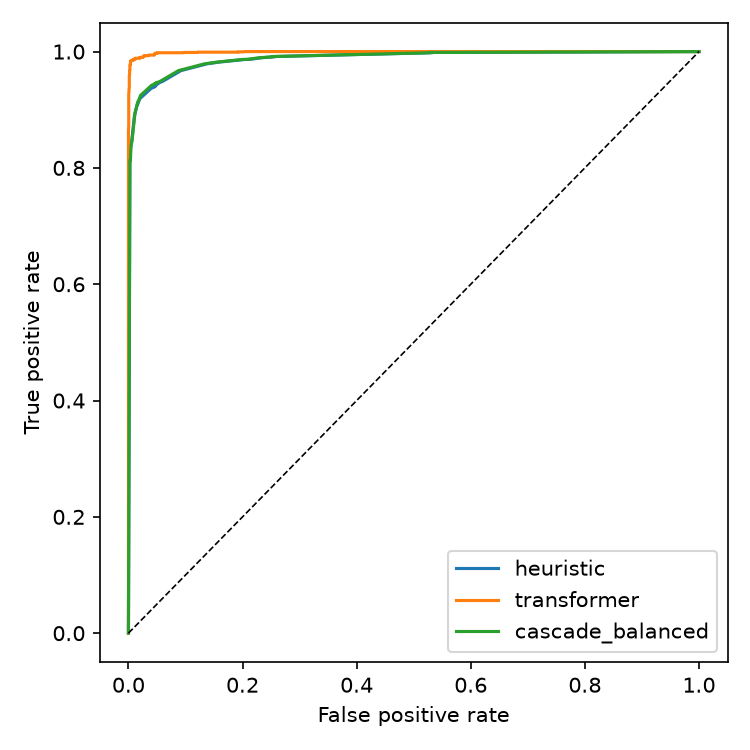 1.0
0.8
0.6
0.4
0.2
0.0
True positive rate
0.0 0.2 0.4 0.6 0.8 1.0
False positive rate
heuristic
transformer
cascade_balanced